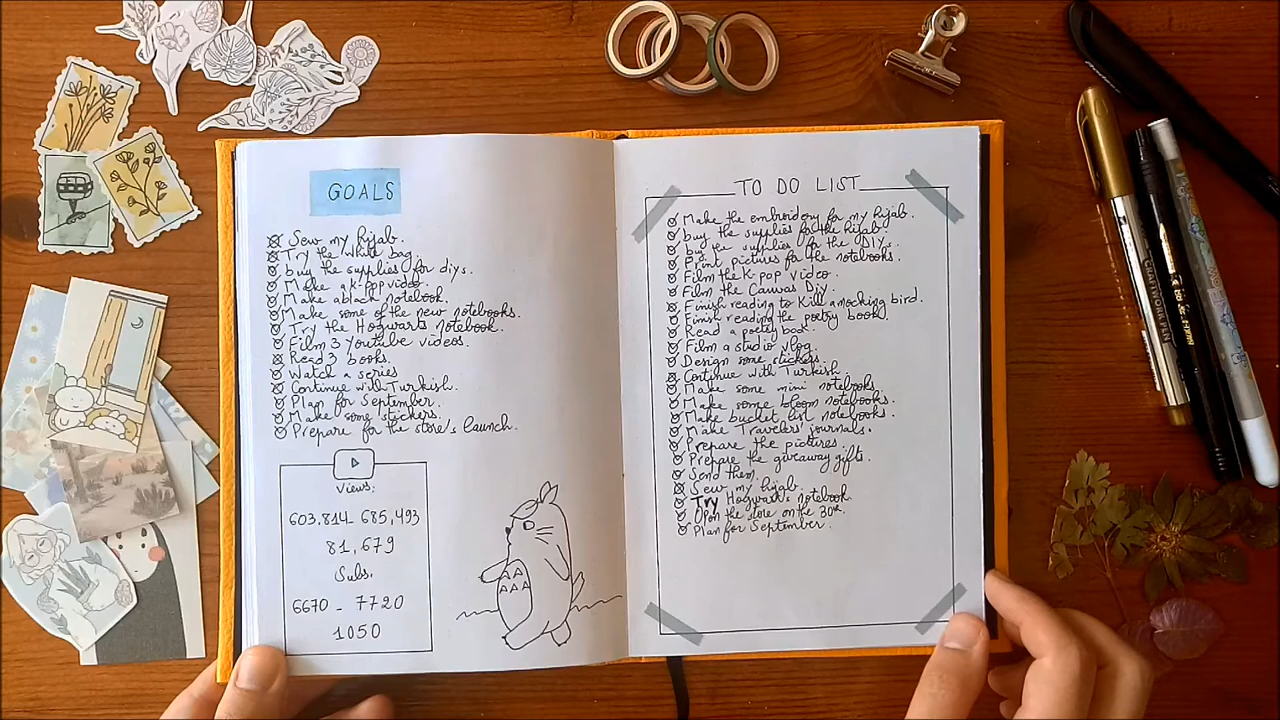 GOALS
Sew my hijab.
Try the white bag.
buy the supplies for diys.
Make a k-pop video.
Make a black notebook.
Make some of the new notebooks.
Try the Hogwarts notebook.
Film 3 youtube videos.
Read 3 books.
Watch a series
Continue with Turkish.
Plan for September.
Make some stickers.
Prepare for the store's launch.
Views:
603.814 685,493
81,679
Subs.
6670 - 7720
1050
TO DO LIST
Make the embroidery for my hijab.
buy the supplies for the hijab.
buy the supplies for the DIYs.
Print pictures for the notebooks.
Film the K-pop video.
Film the Canvas Diy.
Finish reading to Kill a mocking bird.
Finish reading the poetry book.
Read a poetry book.
Film a studio vlog.
Design some stickers.
Continue with Turkish.
Make some mini notebooks.
Make some bloom notebooks.
Make bucket list notebooks.
Make Travelers' journals.
Prepare the pictures.
Prepare the giveaway gifts.
Send them.
Sew my hijab.
Try Hogwarts notebook.
Open the store on the 30th.
Plan for September.
CRAFTWORK PEN